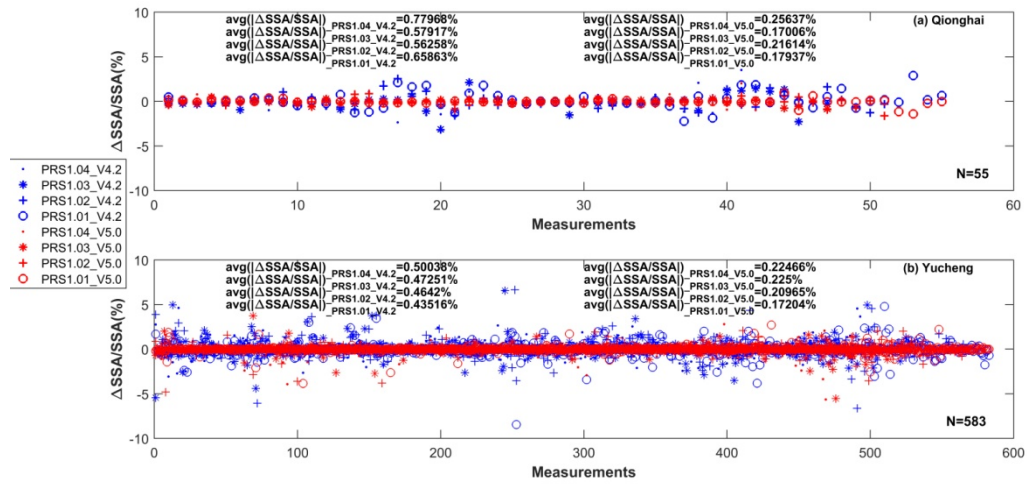 avg(|ΔSSA/SSA|)_PRS1.04_V4.2=0.77968%
avg(|ΔSSA/SSA|)_PRS1.03_V4.2=0.57917%
avg(|ΔSSA/SSA|)_PRS1.02_V4.2=0.56258%
avg(|ΔSSA/SSA|)_PRS1.01_V4.2=0.65863%
avg(|ΔSSA/SSA|)_PRS1.04_V5.0=0.25637%
avg(|ΔSSA/SSA|)_PRS1.03_V5.0=0.17006%
avg(|ΔSSA/SSA|)_PRS1.02_V5.0=0.21614%
avg(|ΔSSA/SSA|)_PRS1.01_V5.0=0.17937%
(a) Qionghai
ΔSSA/SSA(%)
10
5
0
-5
-10
N=55
0 10 20 30 40 50 60
Measurements
PRS1.04_V4.2
PRS1.03_V4.2
PRS1.02_V4.2
PRS1.01_V4.2
PRS1.04_V5.0
PRS1.03_V5.0
PRS1.02_V5.0
PRS1.01_V5.0
avg(|ΔSSA/SSA|)_PRS1.04_V4.2=0.50038%
avg(|ΔSSA/SSA|)_PRS1.03_V4.2=0.47251%
avg(|ΔSSA/SSA|)_PRS1.02_V4.2=0.4642%
avg(|ΔSSA/SSA|)_PRS1.01_V4.2=0.43516%
avg(|ΔSSA/SSA|)_PRS1.04_V5.0=0.22466%
avg(|ΔSSA/SSA|)_PRS1.03_V5.0=0.225%
avg(|ΔSSA/SSA|)_PRS1.02_V5.0=0.20965%
avg(|ΔSSA/SSA|)_PRS1.01_V5.0=0.17204%
(b) Yucheng
ΔSSA/SSA(%)
10
5
0
-5
-10
N=583
0 100 200 300 400 500 600
Measurements